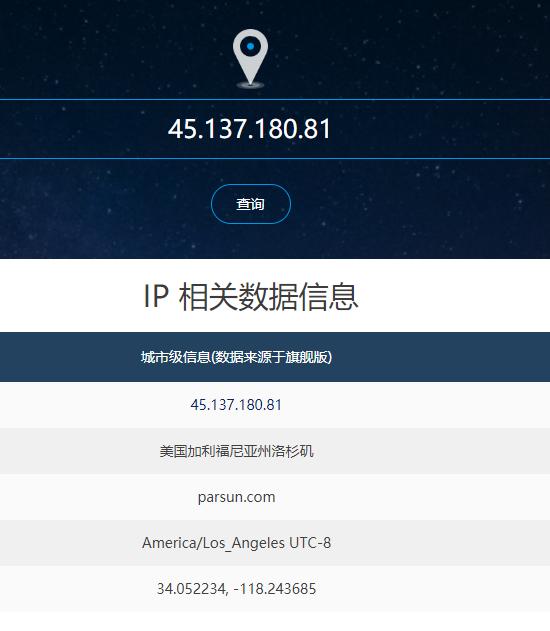 45.137.180.81
查询
IP 相关数据信息
城市级信息(数据来源于旗舰版)
45.137.180.81
美国加利福尼亚州洛杉矶
parsun.com
America/Los_Angeles UTC-8
34.052234, -118.243685